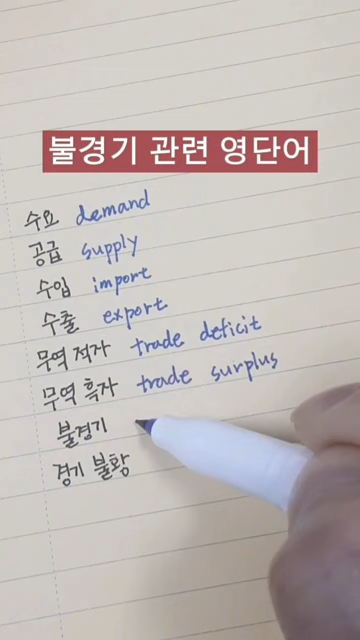 불경기 관련 영단어
수요 demand
공급 supply
수입 import
수출 export
무역 적자 trade deficit
무역 흑자 trade surplus
불경기
경기 불황